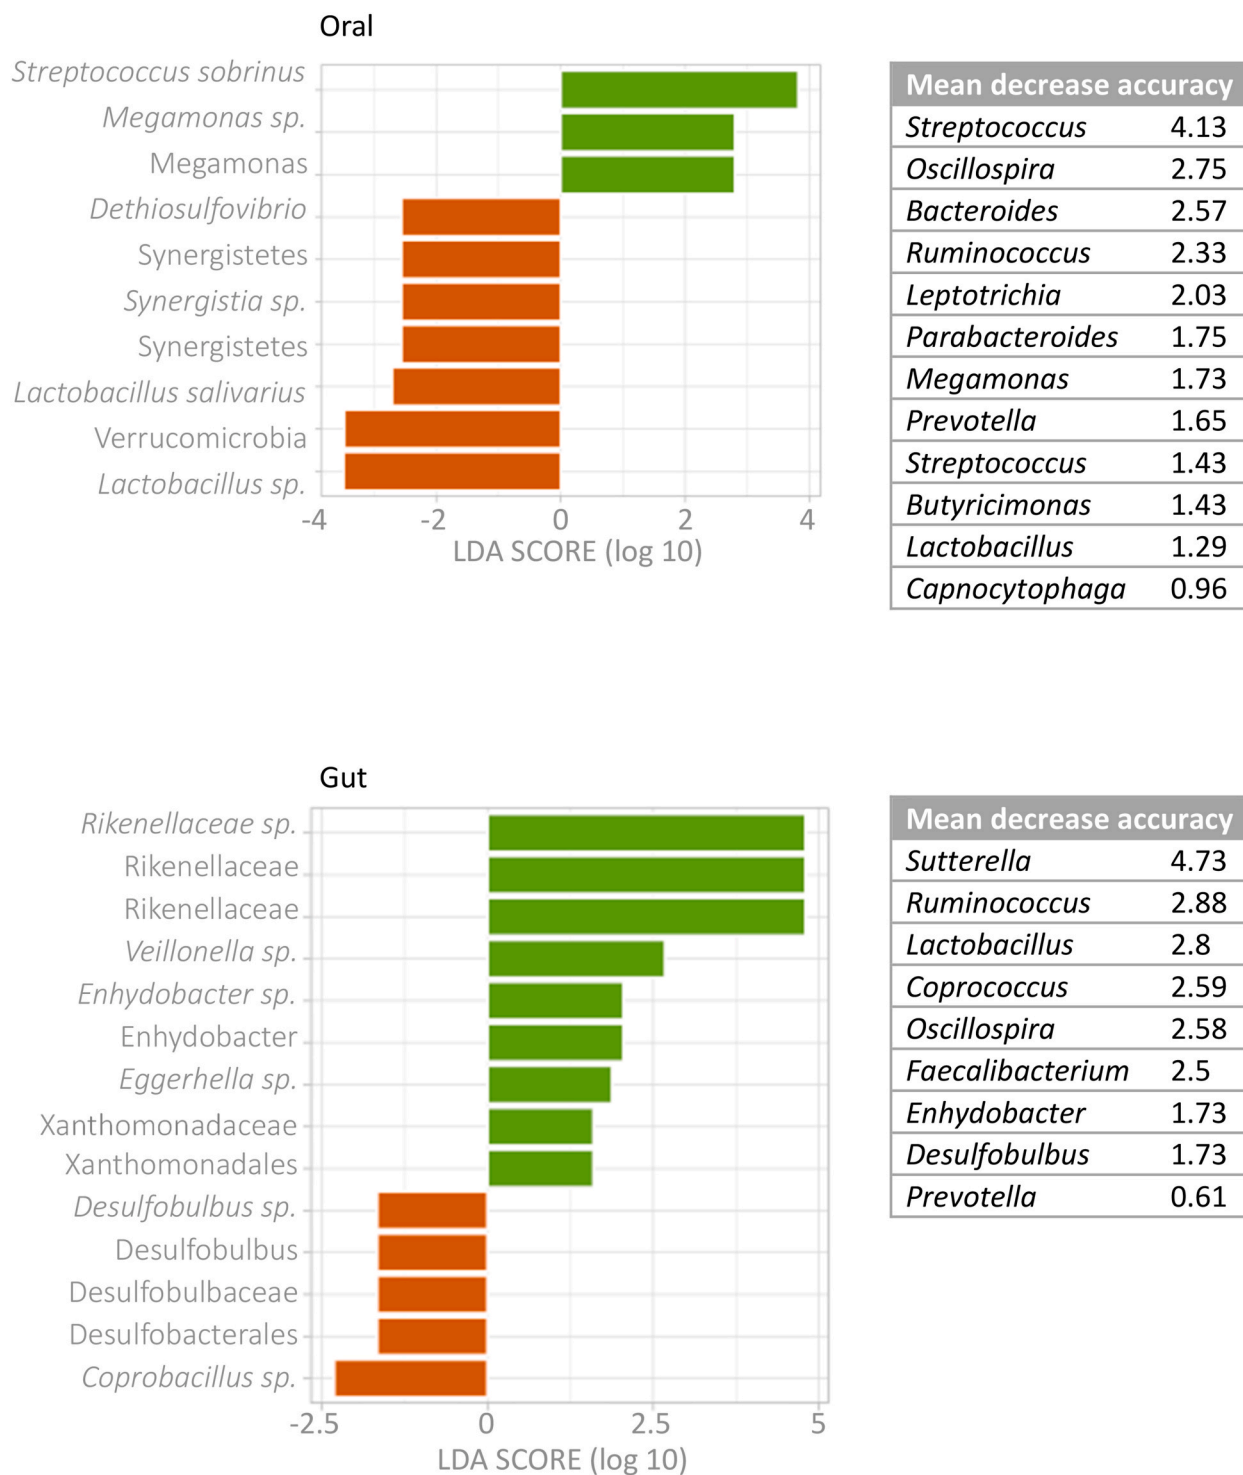 Oral
Streptococcus sobrinus
Megamonas sp.
Megamonas
Dethiosulfovibrio
Synergistetes
Synergistia sp.
Synergistetes
Lactobacillus salivarius
Verrucomicrobia
Lactobacillus sp.
-4 -2 0 2 4
LDA SCORE (log 10)
Mean decrease accuracy
Streptococcus 4.13
Oscillospira 2.75
Bacteroides 2.57
Ruminococcus 2.33
Leptotrichia 2.03
Parabacteroides 1.75
Megamonas 1.73
Prevotella 1.65
Streptococcus 1.43
Butyricimonas 1.43
Lactobacillus 1.29
Capnocytophaga 0.96
Gut
Rikenellaceae sp.
Rikenellaceae
Rikenellaceae
Veillonella sp.
Enhydobacter sp.
Enhydobacter
Eggerhella sp.
Xanthomonadaceae
Xanthomonadales
Desulfobulbus sp.
Desulfobulbus
Desulfobulbaceae
Desulfobacterales
Coprobacillus sp.
-2.5 0 2.5 5
LDA SCORE (log 10)
Mean decrease accuracy
Sutterella 4.73
Ruminococcus 2.88
Lactobacillus 2.8
Coprococcus 2.59
Oscillospira 2.58
Faecalibacterium 2.5
Enhydobacter 1.73
Desulfobulbus 1.73
Prevotella 0.61